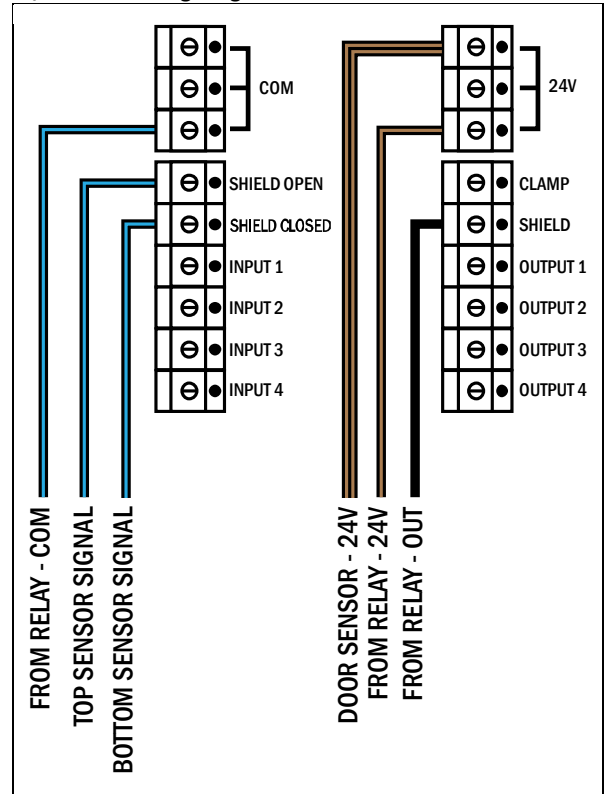 COM
SHIELD OPEN
SHIELD CLOSED
INPUT 1
INPUT 2
INPUT 3
INPUT 4
FROM RELAY - COM
TOP SENSOR SIGNAL
BOTTOM SENSOR SIGNAL
24V
CLAMP
SHIELD
OUTPUT 1
OUTPUT 2
OUTPUT 3
OUTPUT 4
DOOR SENSOR - 24V
FROM RELAY - 24V
FROM RELAY - OUT